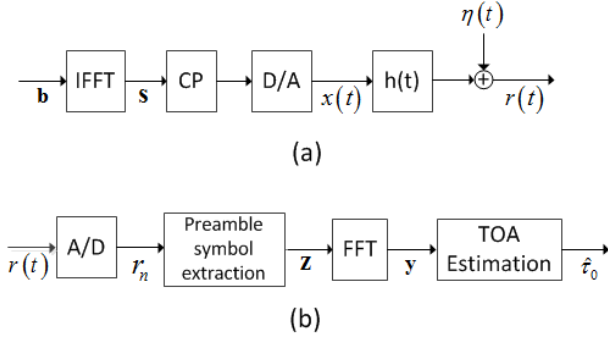 η(t)
IFFT CP D/A h(t) +
b s x(t) r(t)
(a)
A/D Preamble symbol extraction FFT TOA Estimation
r(t) r_n z y τ̂_0
(b)